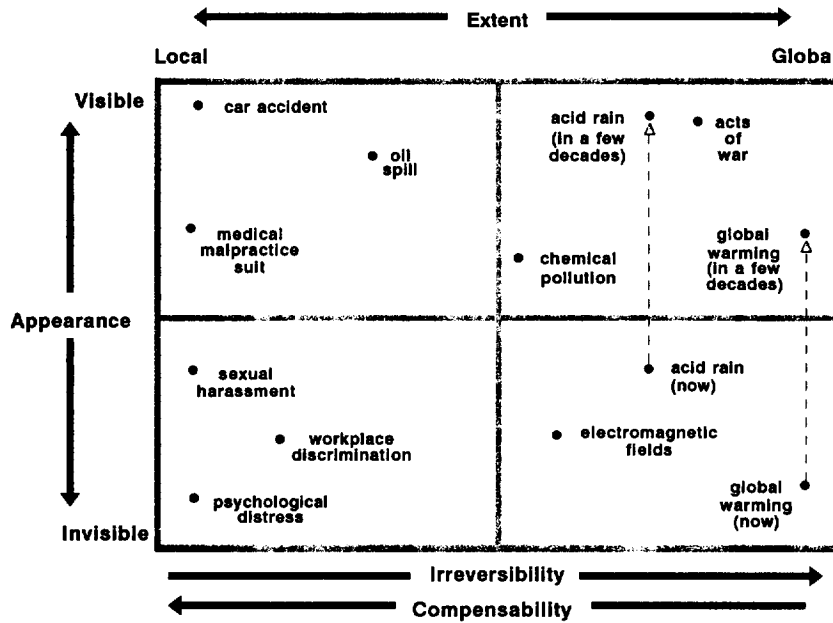 Extent
Local
Global
Visible
car accident
oil
spill
acid rain
(in a few
decades)
acts
of
war
medical
malpractice
suit
chemical
pollution
global
warming
(in a few
decades)
Appearance
sexual
harassment
acid rain
(now)
workplace
discrimination
electromagnetic
fields
psychological
distress
global
warming
(now)
Invisible
Irreversibility
Compensability